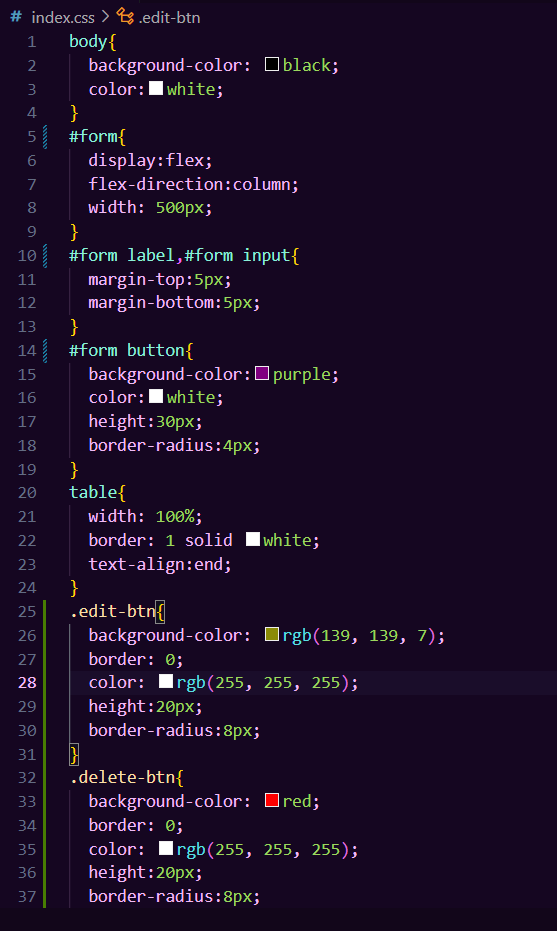 # index.css > .edit-btn
1 body{
2 background-color: black;
3 color: white;
4 }
5 #form{
6 display:flex;
7 flex-direction:column;
8 width: 500px;
9 }
10 #form label,#form input{
11 margin-top:5px;
12 margin-bottom:5px;
13 }
14 #form button{
15 background-color: purple;
16 color: white;
17 height:30px;
18 border-radius:4px;
19 }
20 table{
21 width: 100%;
22 border: 1 solid white;
23 text-align:end;
24 }
25 .edit-btn{
26 background-color: rgb(139, 139, 7);
27 border: 0;
28 color: rgb(255, 255, 255);
29 height:20px;
30 border-radius:8px;
31 }
32 .delete-btn{
33 background-color: red;
34 border: 0;
35 color: rgb(255, 255, 255);
36 height:20px;
37 border-radius:8px;